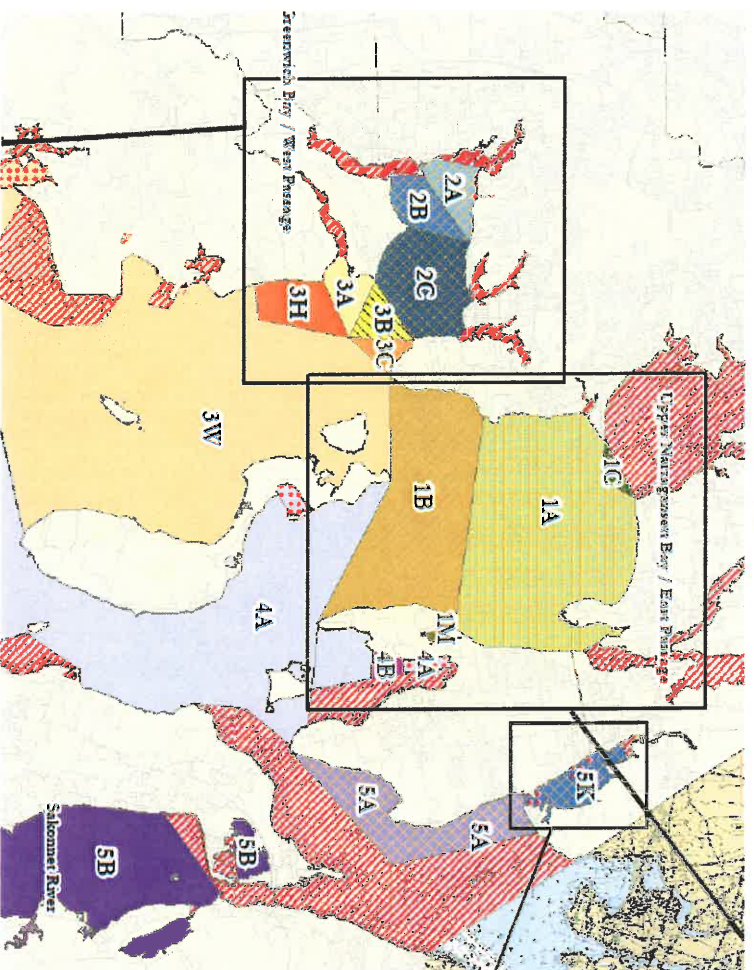 Upper Narragansett Bay / East Passage
Greenwich Bay / West Passage
1C
1A
2A
2B
2C
1B
1M
3B
3C
3A
3H
4A
4B
5K
3W
4A
5A
5A
5B
5B
Sakonnet River